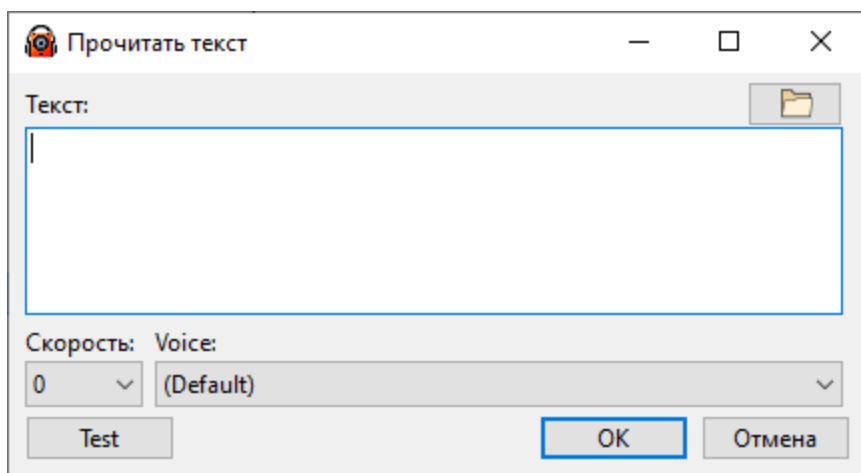 Прочитать текст
Текст:
Скорость: Voice:
0 (Default)
Test OK Отмена